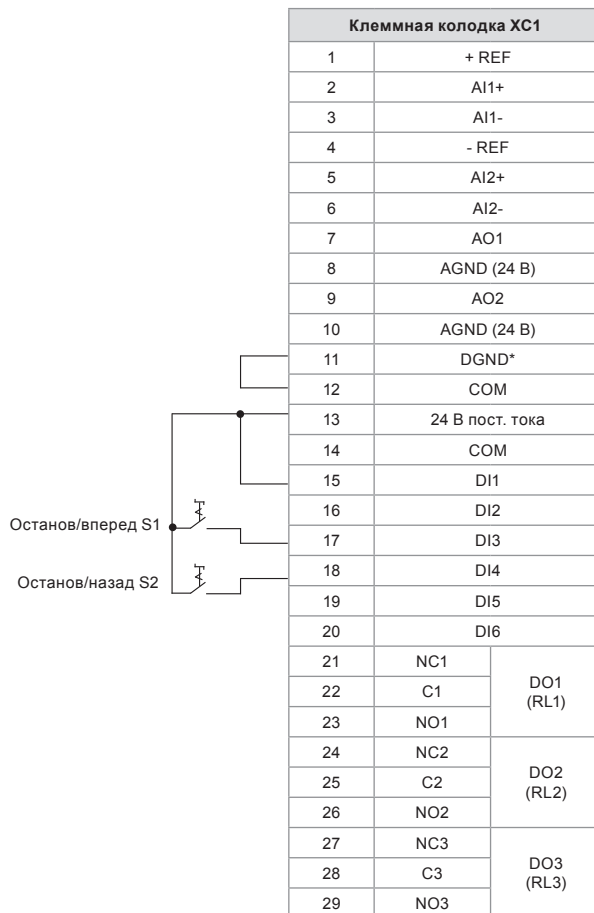 Клеммная колодка XC1
1 + REF
2 AI1+
3 AI1-
4 - REF
5 AI2+
6 AI2-
7 AO1
8 AGND (24 В)
9 AO2
10 AGND (24 В)
11 DGND*
12 COM
13 24 В пост. тока
14 COM
15 DI1
16 DI2
Останов/вперед S1
17 DI3
18 DI4
Останов/назад S2
19 DI5
20 DI6
21 NC1
22 C1
23 NO1
DO1
(RL1)
24 NC2
25 C2
26 NO2
DO2
(RL2)
27 NC3
28 C3
29 NO3
DO3
(RL3)